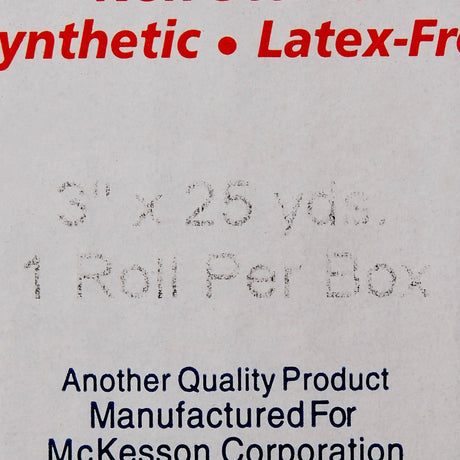 ynthetic • Latex-Fre
3" x 25 yds.
1 Roll Per Box
Another Quality Product
Manufactured For
McKesson Corporation